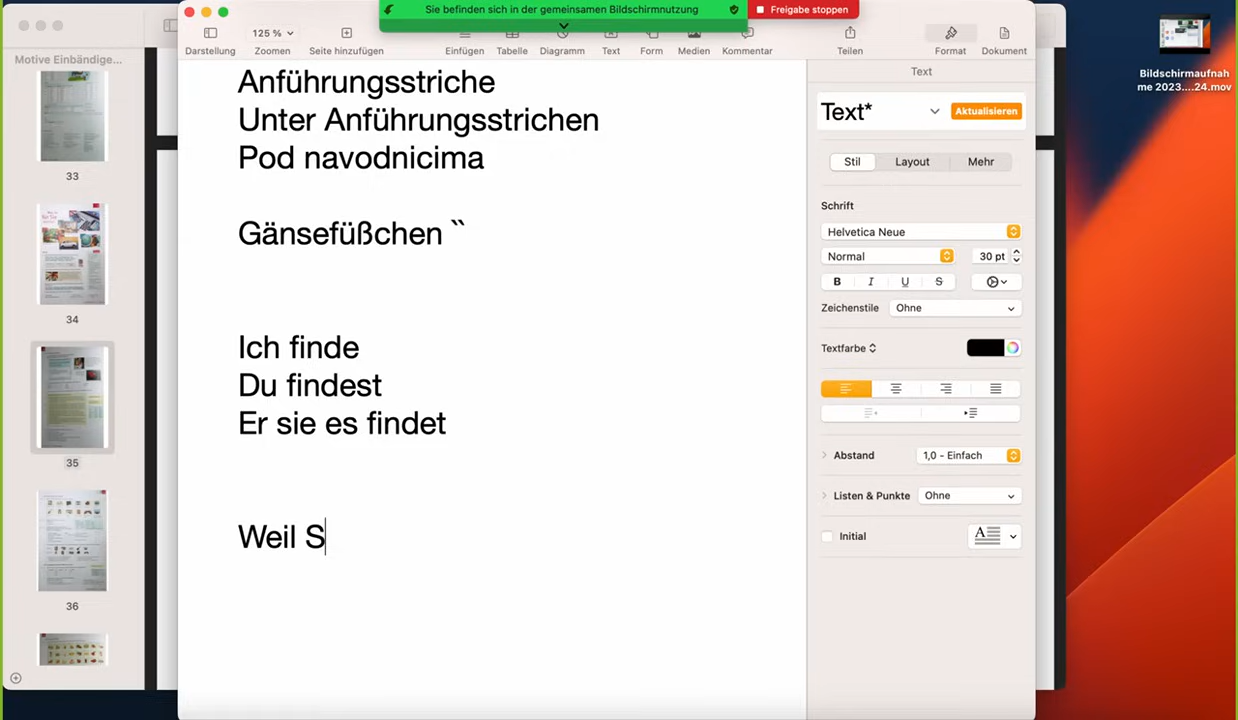 Sie befinden sich in der gemeinsamen Bildschirmnutzung
Freigabe stoppen
125 %
Darstellung
Zoomen
Seite hinzufügen
Einfügen
Tabelle
Diagramm
Text
Form
Medien
Kommentar
Teilen
Format
Dokument
Motive Einbändige...
33
34
35
36
Anführungsstriche
Unter Anführungsstrichen
Pod navodnicima
Gänsefüßchen ``
Ich finde
Du findest
Er sie es findet
Weil S
Text
Text*
Aktualisieren
Stil
Layout
Mehr
Schrift
Helvetica Neue
Normal
30 pt
B I U S
Zeichenstile
Ohne
Textfarbe
Abstand
1,0 - Einfach
Listen & Punkte
Ohne
Initial
A
Bildschirmaufnah
me 2023....24.mov